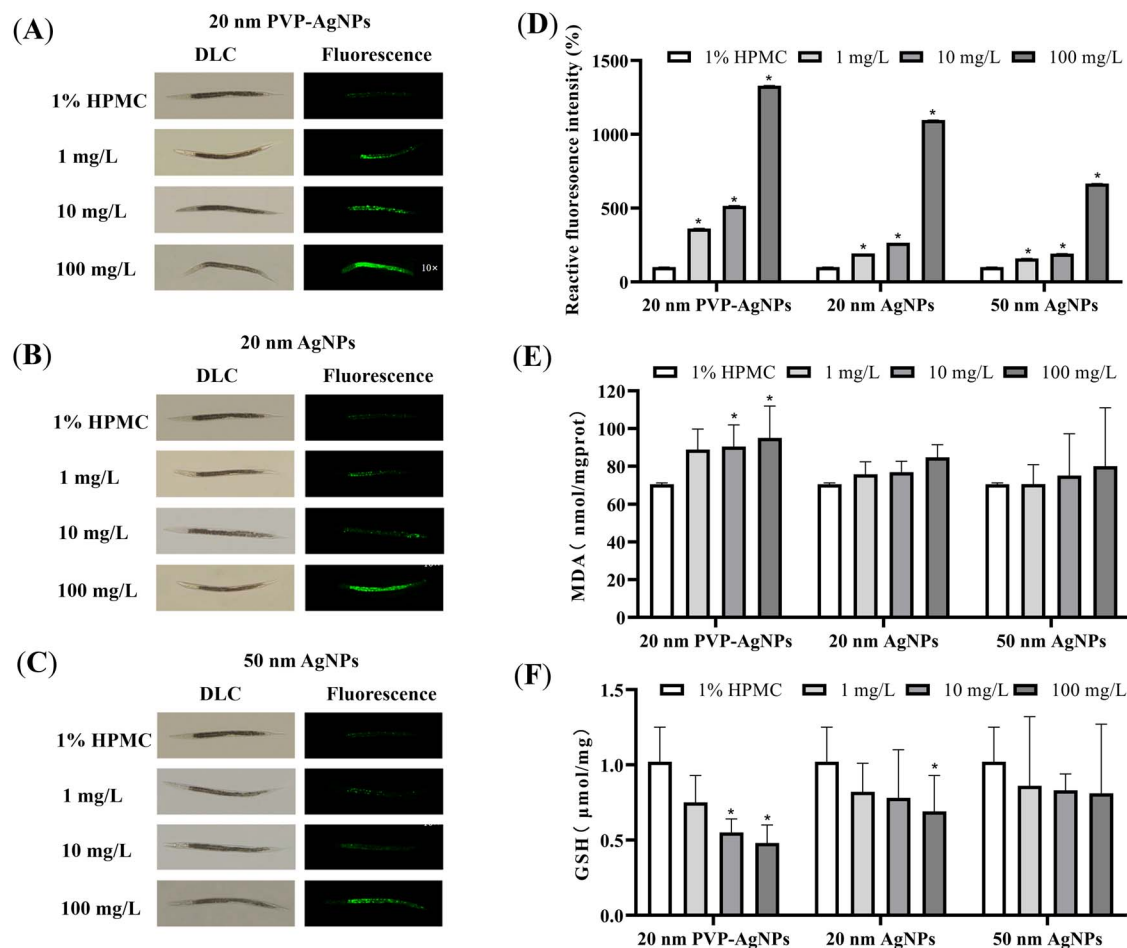 (A)
20 nm PVP-AgNPs
DLC Fluorescence
1% HPMC
1 mg/L
10 mg/L
100 mg/L
10×
(B)
20 nm AgNPs
DLC Fluorescence
1% HPMC
1 mg/L
10 mg/L
100 mg/L
(C)
50 nm AgNPs
DLC Fluorescence
1% HPMC
1 mg/L
10 mg/L
100 mg/L
(D)
1% HPMC 1 mg/L 10 mg/L 100 mg/L
Reactive fluoresoence intensity (%)
1500
1000
500
0
* * * * * * * * *
20 nm PVP-AgNPs 20 nm AgNPs 50 nm AgNPs
(E)
1% HPMC 1 mg/L 10 mg/L 100 mg/L
MDA( nmol/mgprot)
120
100
80
60
40
20
0
* *
20 nm PVP-AgNPs 20 nm AgNPs 50 nm AgNPs
(F)
1% HPMC 1 mg/L 10 mg/L 100 mg/L
GSH( μmol/mg)
1.5
1.0
0.5
0.0
* * *
20 nm PVP-AgNPs 20 nm AgNPs 50 nm AgNPs